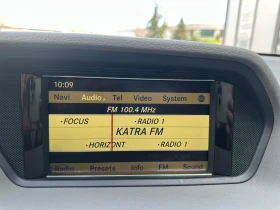 10:09
Navi Audio Tel Video System
FM 100.4 MHz
·FOCUS ·RADIO 1
KATRA FM
·HORIZONT ·RADIO 1
Radio Presets Info FM Sound